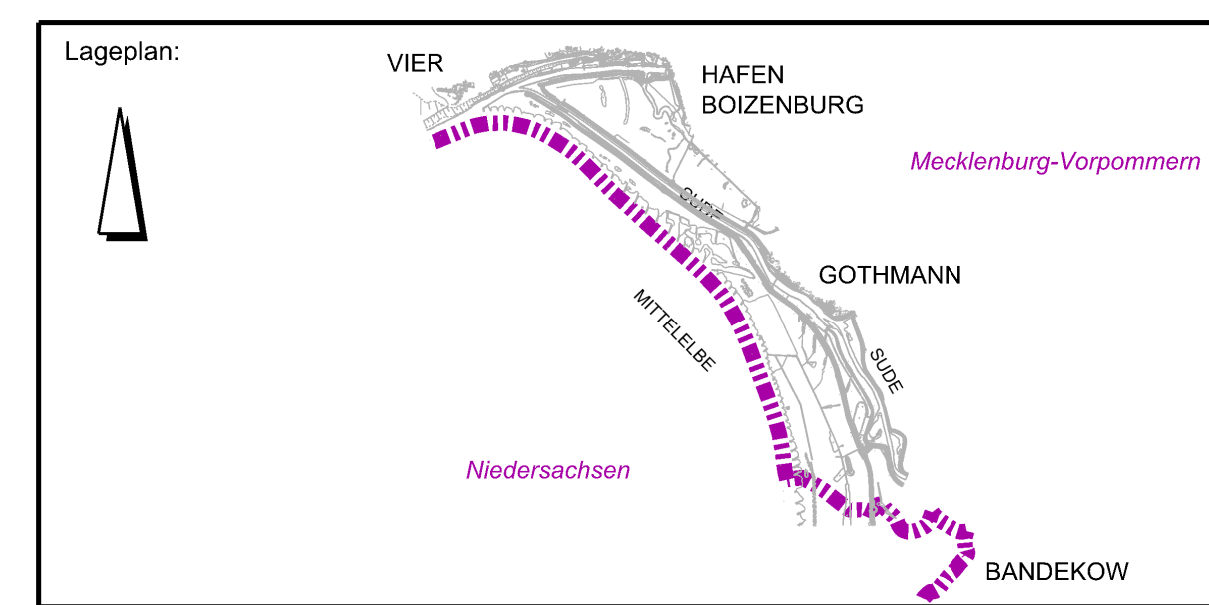 Lageplan:
VIER
HAFEN
BOIZENBURG
Mecklenburg-Vorpommern
SUDE
GOTHMANN
MITTELELBE
SUDE
Niedersachsen
BANDEKOW